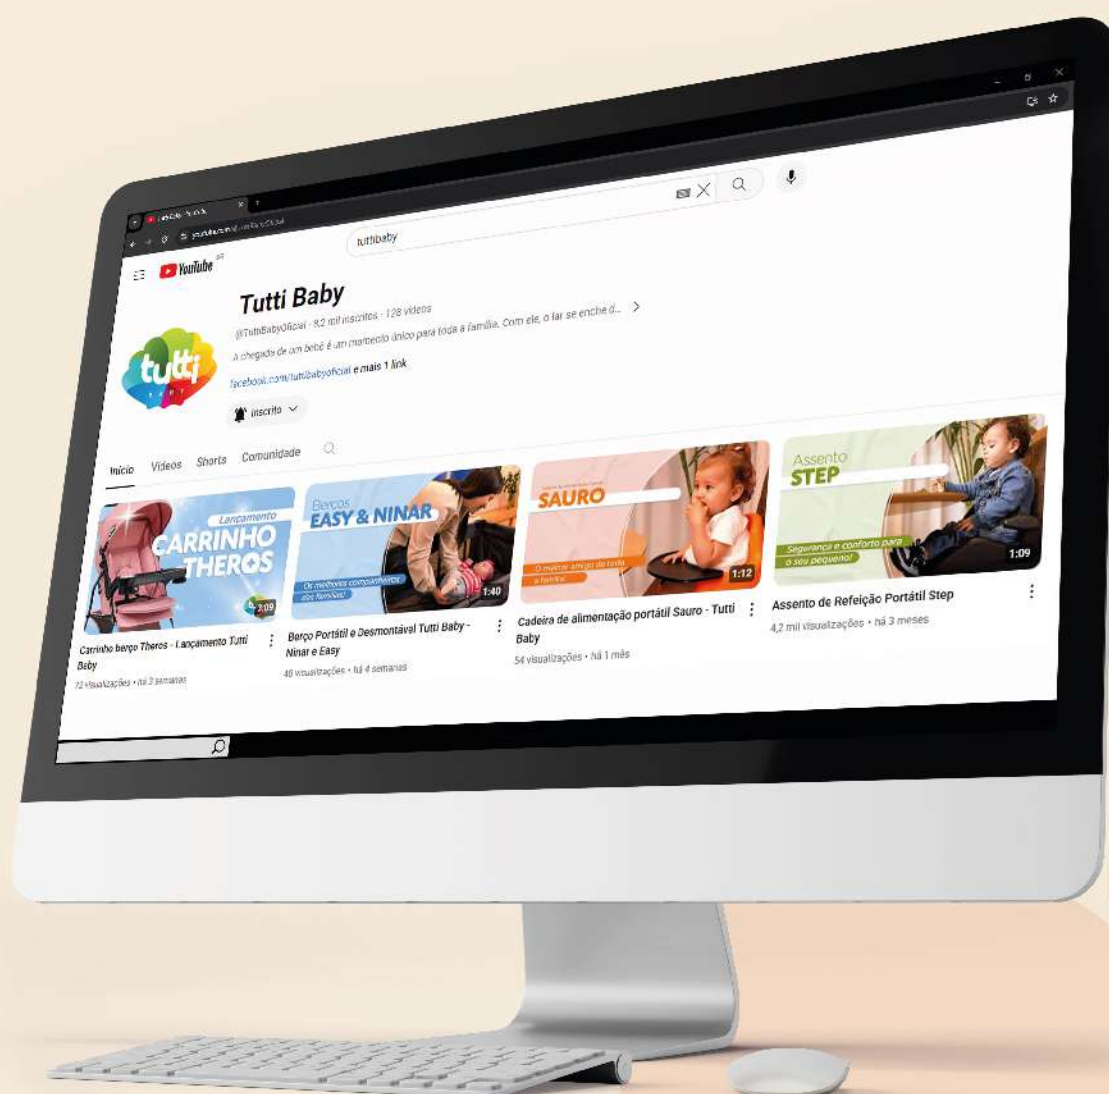 YouTube BR
tuttibaby
Tutti Baby
@TuttiBabyOficial · 8,2 mil inscritos · 128 vídeos
A chegada de um bebê é um momento único para toda a família. Com ele, o lar se enche d...
facebook.com/tuttibabyoficial e mais 1 link
Inscrito
tutti
BABY
Início Vídeos Shorts Comunidade
Lançamento
CARRINHO
THEROS
3:09
Carrinho berço Theros - Lançamento Tutti
Baby
72 visualizações • há 3 semanas
Berços
EASY & NINAR
Os melhores companheiros
das famílias!
1:40
Berço Portátil e Desmontável Tutti Baby -
Ninar e Easy
40 visualizações • há 4 semanas
SAURO
O melhor amigo de toda
a família!
1:12
Cadeira de alimentação portátil Sauro - Tutti
Baby
54 visualizações • há 1 mês
Assento
STEP
Segurança e conforto para
o seu pequeno!
1:09
Assento de Refeição Portátil Step
4,2 mil visualizações • há 3 meses